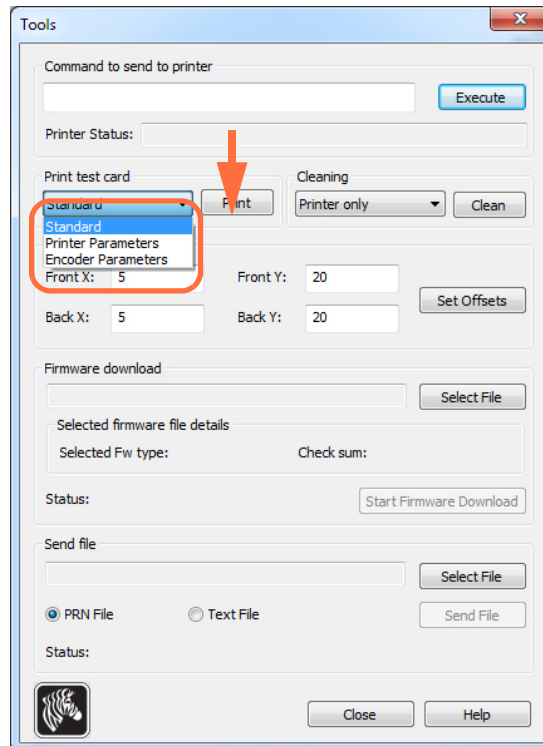 Tools
Command to send to printer
Execute
Printer Status:
Print test card
Cleaning
Standard
Print
Printer only
Clean
Standard
Printer Parameters
Encoder Parameters
Front X: 5 Front Y: 20
Set Offsets
Back X: 5 Back Y: 20
Firmware download
Select File
Selected firmware file details
Selected Fw type: Check sum:
Status:
Start Firmware Download
Send file
Select File
PRN File Text File
Send File
Status:
Close Help